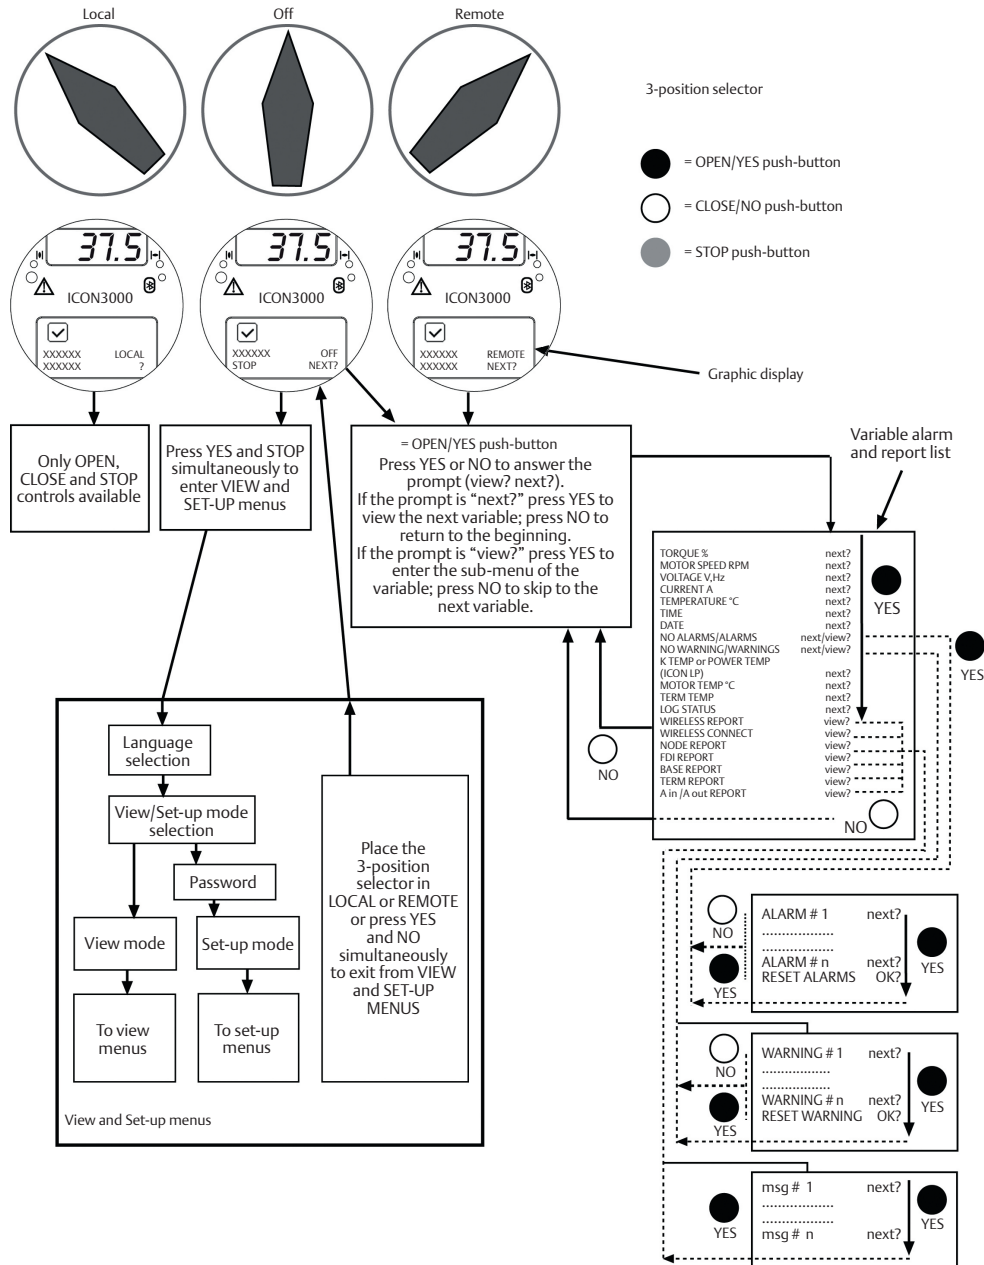 Local
Off
Remote
3-position selector
= OPEN/YES push-button
= CLOSE/NO push-button
= STOP push-button
37.5
ICON3000
XXXXXX LOCAL
XXXXXX ?
37.5
ICON3000
XXXXXX OFF
STOP NEXT?
37.5
ICON3000
XXXXXX REMOTE
XXXXXX NEXT?
Graphic display
Only OPEN,
CLOSE and STOP
controls available
Press YES and STOP
simultaneously to
enter VIEW and
SET-UP menus
= OPEN/YES push-button
Press YES or NO to answer the
prompt (view? next?).
If the prompt is “next?” press YES to
view the next variable; press NO to
return to the beginning.
If the prompt is “view?” press YES to
enter the sub-menu of the
variable; press NO to skip to the
next variable.
Variable alarm
and report list
TORQUE % next?
MOTOR SPEED RPM next?
VOLTAGE V,Hz next?
CURRENT A next?
TEMPERATURE °C next?
TIME next?
DATE next?
NO ALARMS/ALARMS next/view?
NO WARNING/WARNINGS next/view?
K TEMP or POWER TEMP
(ICON LP) next?
MOTOR TEMP °C next?
TERM TEMP next?
LOG STATUS next?
WIRELESS REPORT view?
WIRELESS CONNECT view?
NODE REPORT view?
FDI REPORT view?
BASE REPORT view?
TERM REPORT view?
A in /A out REPORT view?
YES
YES
NO
NO
Language
selection
View/Set-up mode
selection
Password
View mode
Set-up mode
To view
menus
To set-up
menus
Place the
3-position
selector in
LOCAL or REMOTE
or press YES
and NO
simultaneously
to exit from VIEW
and SET-UP
MENUS
View and Set-up menus
NO
YES
ALARM # 1 next?
..................
..................
ALARM # n next?
RESET ALARMS OK?
YES
NO
YES
WARNING # 1 next?
..................
..................
WARNING # n next?
RESET WARNING OK?
YES
YES
msg # 1 next?
..................
..................
msg # n next?
YES